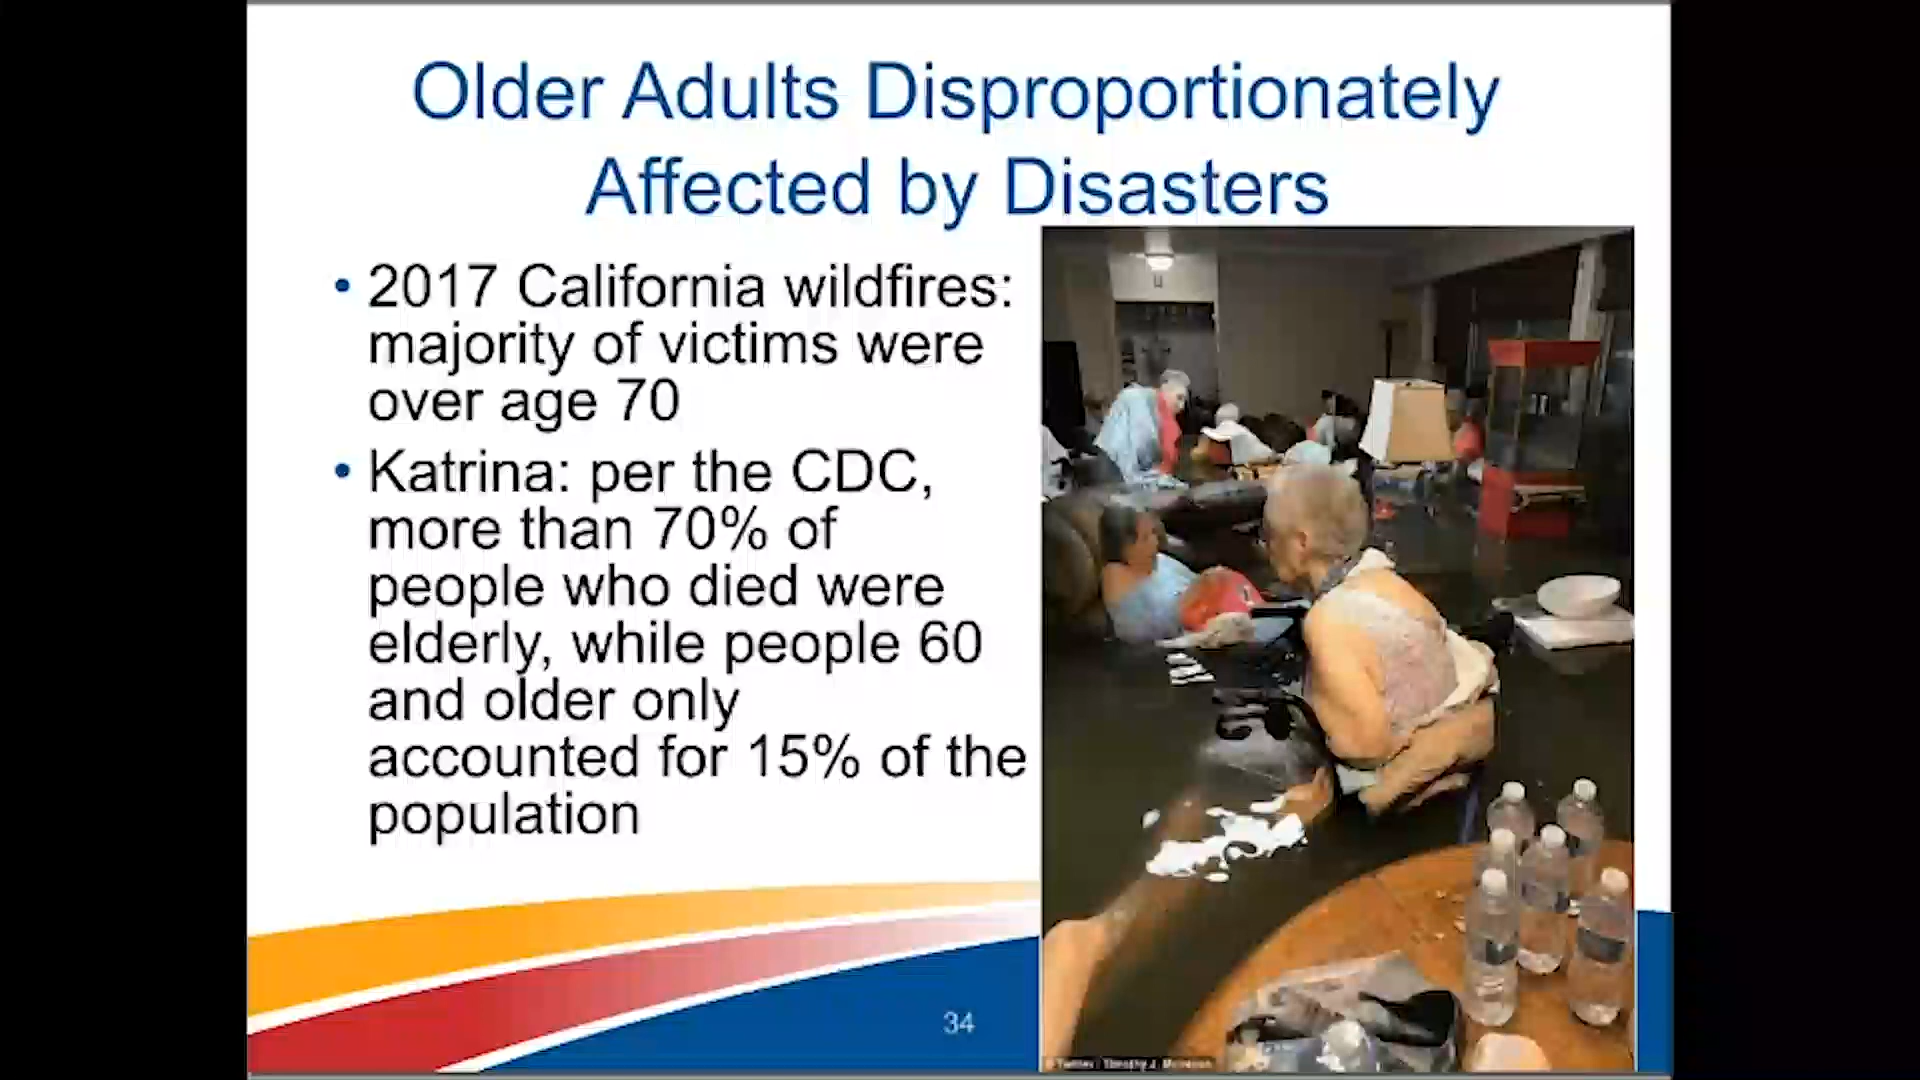 Older Adults Disproportionately
Affected by Disasters
• 2017 California wildfires:
majority of victims were
over age 70
• Katrina: per the CDC,
more than 70% of
people who died were
elderly, while people 60
and older only
accounted for 15% of the
population
34
© Twitter / Timothy J.